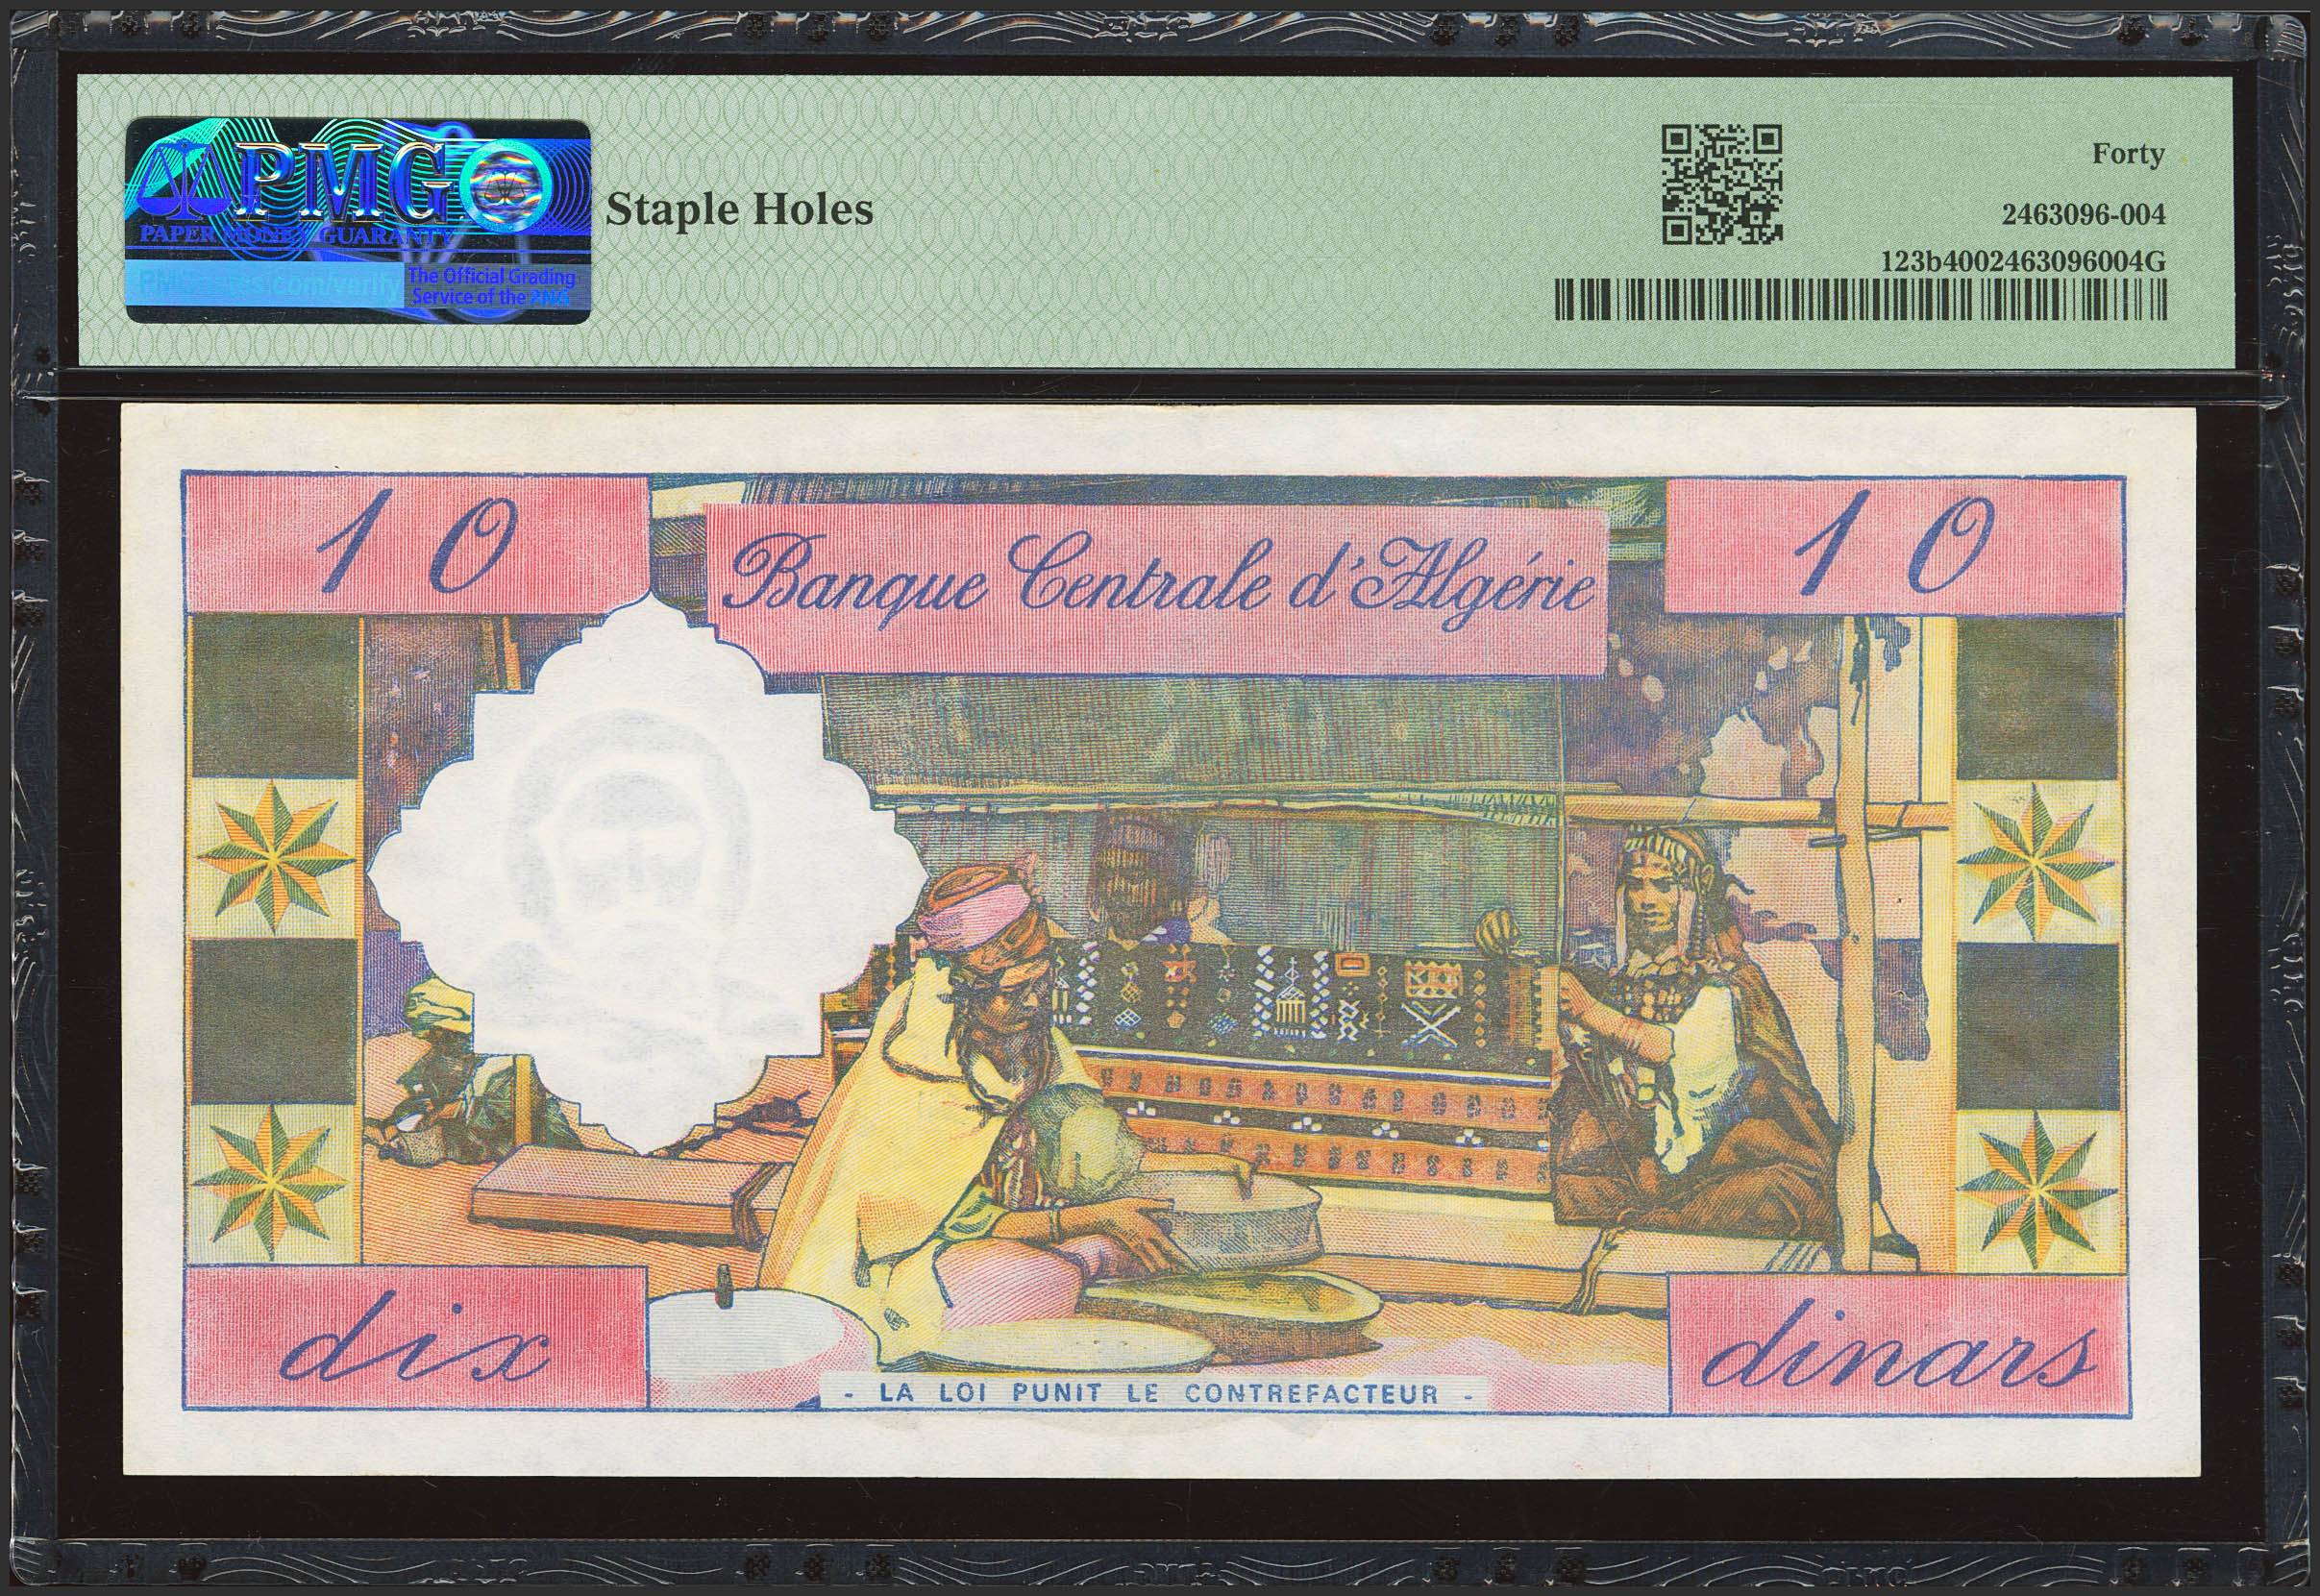 PMG
PAPER MONEY GUARANTY
The Official Grading
Service of the PNG
Staple Holes
Forty
2463096-004
123b4002463096004G
10
Banque Centrale d'Algérie
10
dix
dinars
- LA LOI PUNIT LE CONTREFACTEUR -